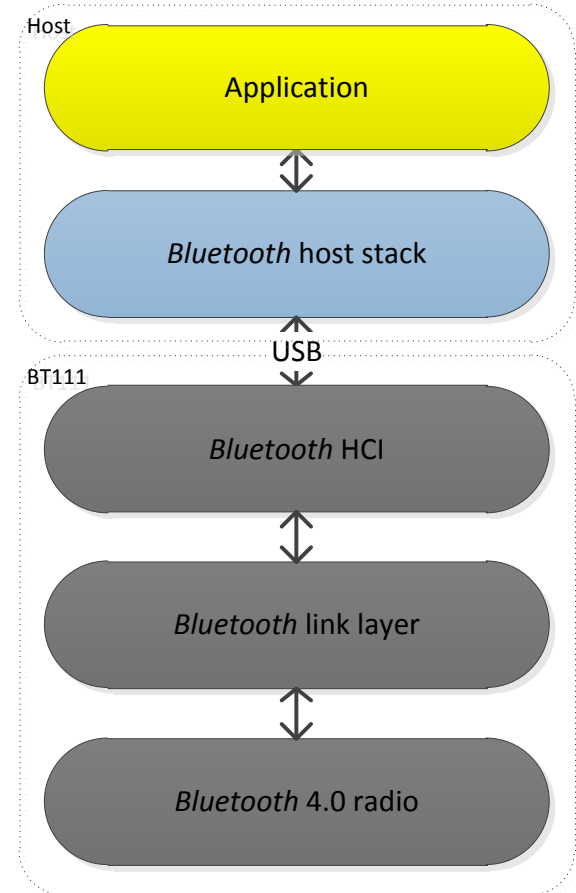 Host
Application
Bluetooth host stack
USB
BT111
Bluetooth HCI
Bluetooth link layer
Bluetooth 4.0 radio